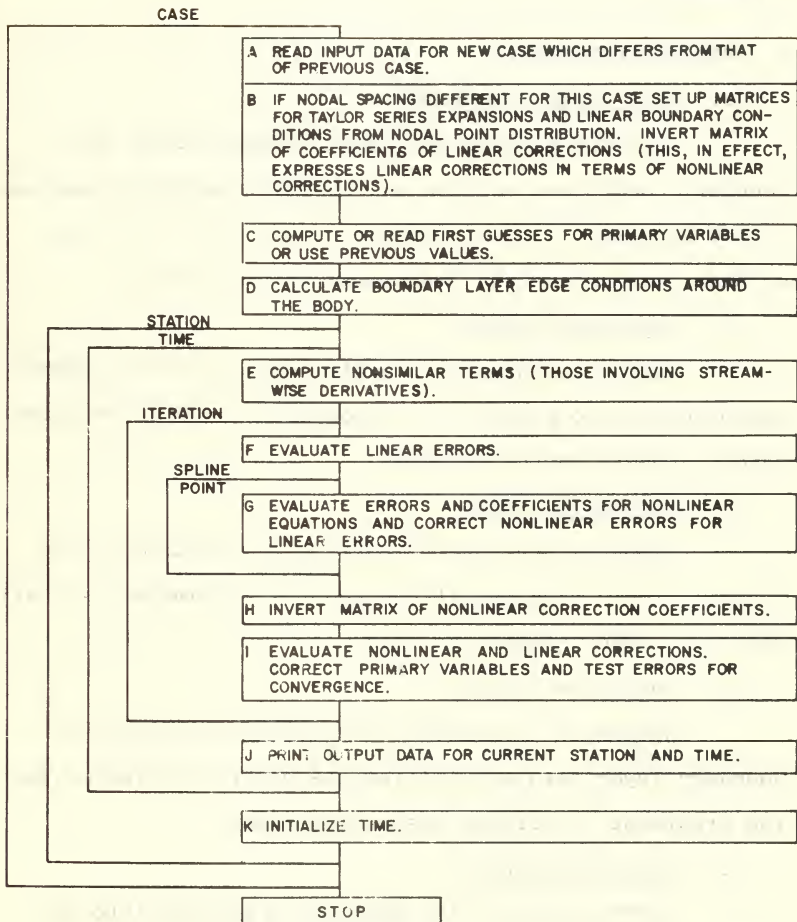 CASE
A READ INPUT DATA FOR NEW CASE WHICH DIFFERS FROM THAT
OF PREVIOUS CASE.
B IF NODAL SPACING DIFFERENT FOR THIS CASE SET UP MATRICES
FOR TAYLOR SERIES EXPANSIONS AND LINEAR BOUNDARY CON-
DITIONS FROM NODAL POINT DISTRIBUTION. INVERT MATRIX
OF COEFFICIENTS OF LINEAR CORRECTIONS (THIS, IN EFFECT,
EXPRESSES LINEAR CORRECTIONS IN TERMS OF NONLINEAR
CORRECTIONS).
C COMPUTE OR READ FIRST GUESSES FOR PRIMARY VARIABLES
OR USE PREVIOUS VALUES.
D CALCULATE BOUNDARY LAYER EDGE CONDITIONS AROUND
THE BODY.
STATION
TIME
E COMPUTE NONSIMILAR TERMS (THOSE INVOLVING STREAM-
WISE DERIVATIVES).
ITERATION
F EVALUATE LINEAR ERRORS.
SPLINE
POINT
G EVALUATE ERRORS AND COEFFICIENTS FOR NONLINEAR
EQUATIONS AND CORRECT NONLINEAR ERRORS FOR
LINEAR ERRORS.
H INVERT MATRIX OF NONLINEAR CORRECTION COEFFICIENTS.
I EVALUATE NONLINEAR AND LINEAR CORRECTIONS.
CORRECT PRIMARY VARIABLES AND TEST ERRORS FOR
CONVERGENCE.
J PRINT OUTPUT DATA FOR CURRENT STATION AND TIME.
K INITIALIZE TIME.
STOP